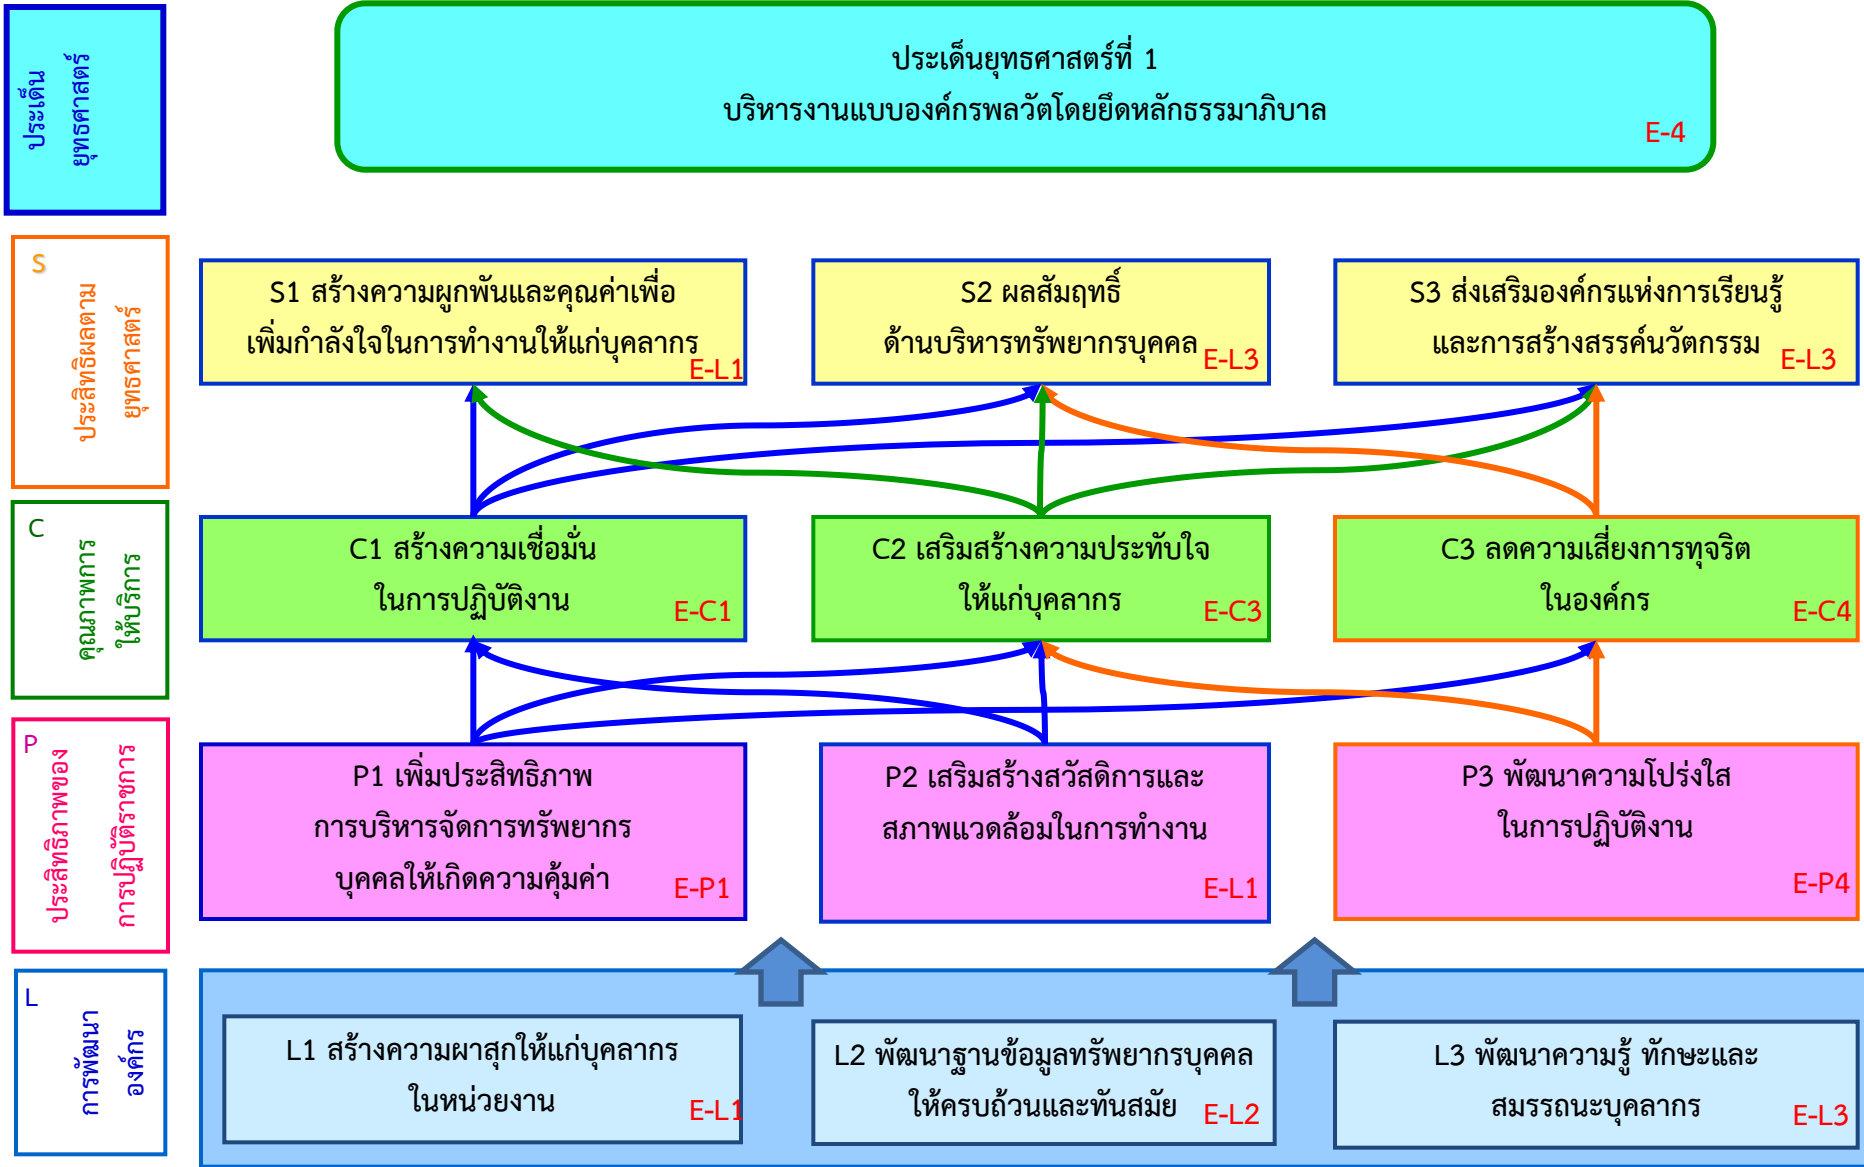 ประเด็น
ยุทธศาสตร์
ประเด็นยุทธศาสตร์ที่ 1
บริหารงานแบบองค์กรพลวัตโดยยึดหลักธรรมาภิบาล
E-4
S
ประสิทธิผลตาม
ยุทธศาสตร์
S1 สร้างความผูกพันและคุณค่าเพื่อ
เพิ่มกำลังใจในการทำงานให้แก่บุคลากร
E-L1
S2 ผลสัมฤทธิ์
ด้านบริหารทรัพยากรบุคคล
E-L3
S3 ส่งเสริมองค์กรแห่งการเรียนรู้
และการสร้างสรรค์นวัตกรรม
E-L3
C
คุณภาพการ
ให้บริการ
C1 สร้างความเชื่อมั่น
ในการปฏิบัติงาน
E-C1
C2 เสริมสร้างความประทับใจ
ให้แก่บุคลากร
E-C3
C3 ลดความเสี่ยงการทุจริต
ในองค์กร
E-C4
P
ประสิทธิภาพของ
การปฏิบัติราชการ
P1 เพิ่มประสิทธิภาพ
การบริหารจัดการทรัพยากร
บุคคลให้เกิดความคุ้มค่า
E-P1
P2 เสริมสร้างสวัสดิการและ
สภาพแวดล้อมในการทำงาน
E-L1
P3 พัฒนาความโปร่งใส
ในการปฏิบัติงาน
E-P4
L
การพัฒนา
องค์กร
L1 สร้างความผาสุกให้แก่บุคลากร
ในหน่วยงาน
E-L1
L2 พัฒนาฐานข้อมูลทรัพยากรบุคคล
ให้ครบถ้วนและทันสมัย
E-L2
L3 พัฒนาความรู้ ทักษะและ
สมรรถนะบุคลากร
E-L3